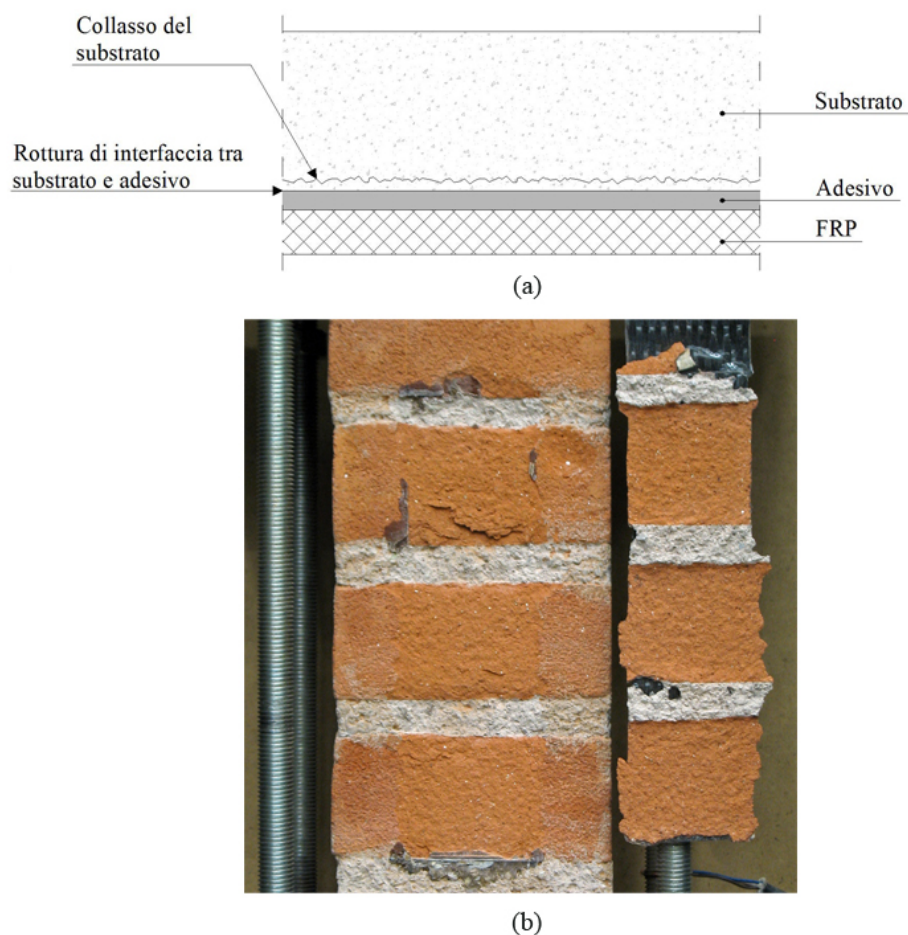 Collasso del
substrato
Substrato
Rottura di interfaccia tra
substrato e adesivo
Adesivo
FRP
(a)
(b)